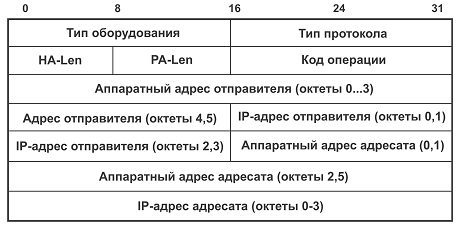 0 8 16 24 31
Тип оборудования Тип протокола
HA-Len PA-Len Код операции
Аппаратный адрес отправителя (октеты 0...3)
Адрес отправителя (октеты 4,5) IP-адрес отправителя (октеты 0,1)
IP-адрес отправителя (октеты 2,3) Аппаратный адрес адресата (0,1)
Аппаратный адрес адресата (октеты 2,5)
IP-адрес адресата (октеты 0-3)